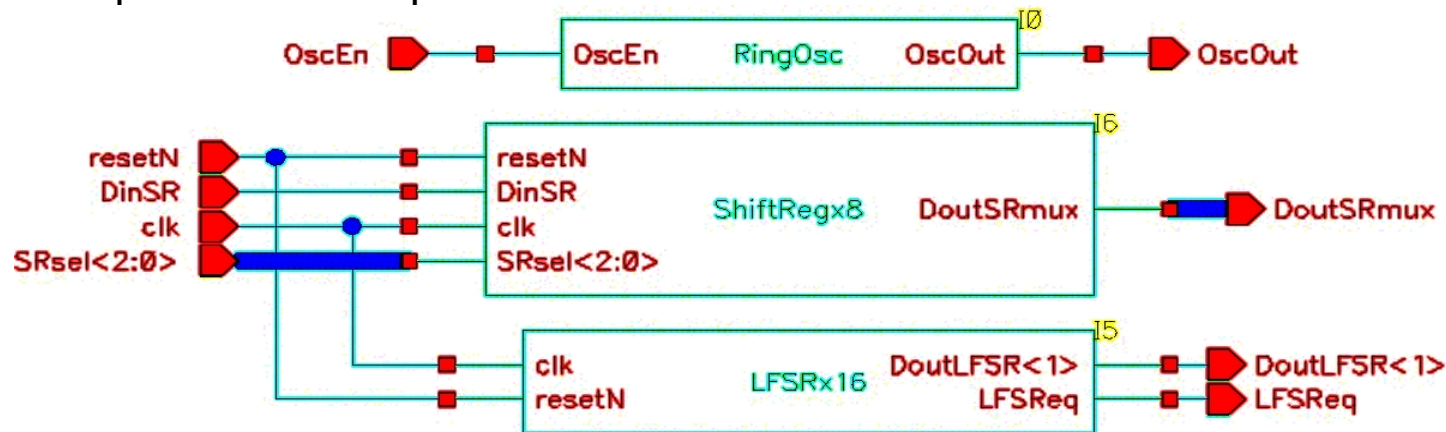 I0
OscEn OscEn RingOsc OscOut OscOut
I6
resetN resetN
DinSR DinSR
ShiftRegx8 DoutSRmux DoutSRmux
clk clk
SRsel<2:0> SRsel<2:0>
I5
clk DoutLFSR<1> DoutLFSR<1>
LFSRx16
resetN LFSReq LFSReq